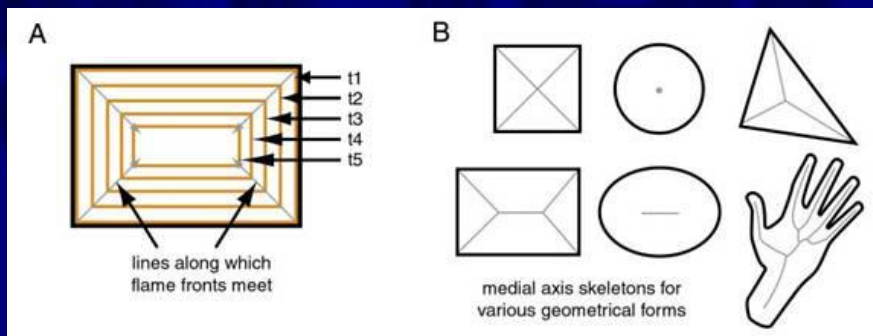 A
t1
t2
t3
t4
t5
lines along which
flame fronts meet
B
medial axis skeletons for
various geometrical forms